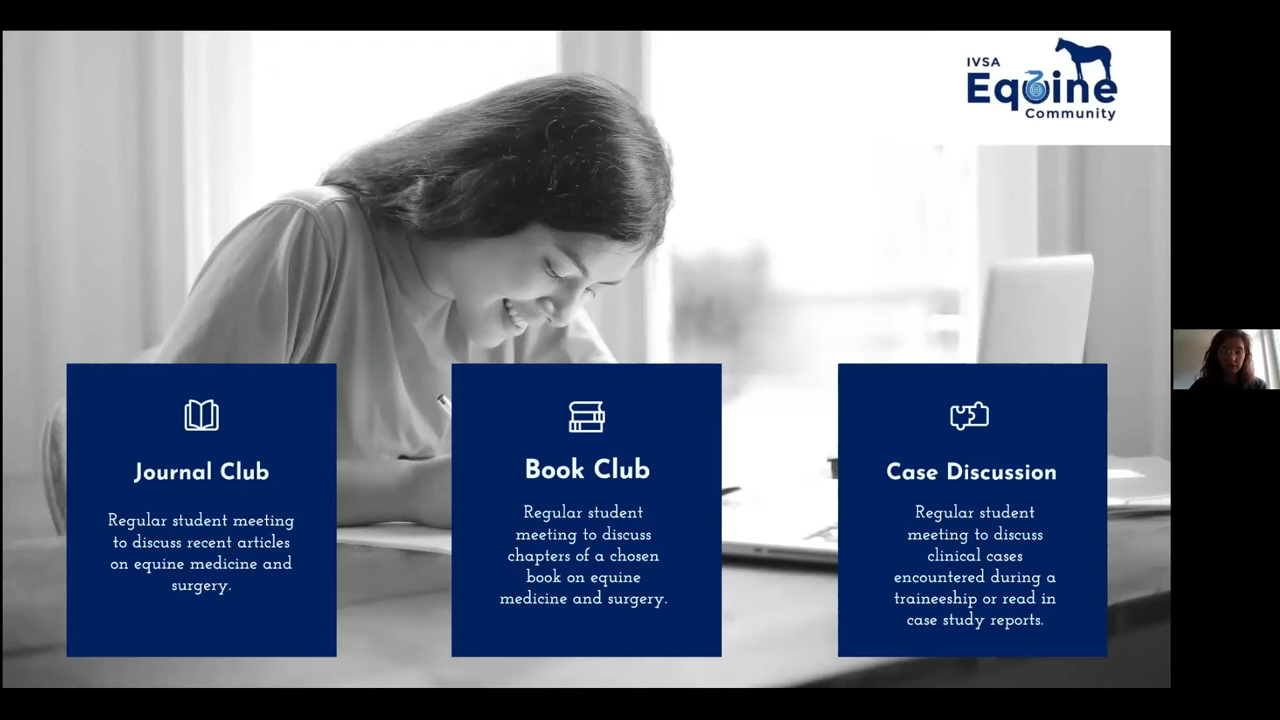 IVSA
Equine
Community
Journal Club
Regular student meeting
to discuss recent articles
on equine medicine and
surgery.
Book Club
Regular student
meeting to discuss
chapters of a chosen
book on equine
medicine and surgery.
Case Discussion
Regular student
meeting to discuss
clinical cases
encountered during a
traineeship or read in
case study reports.